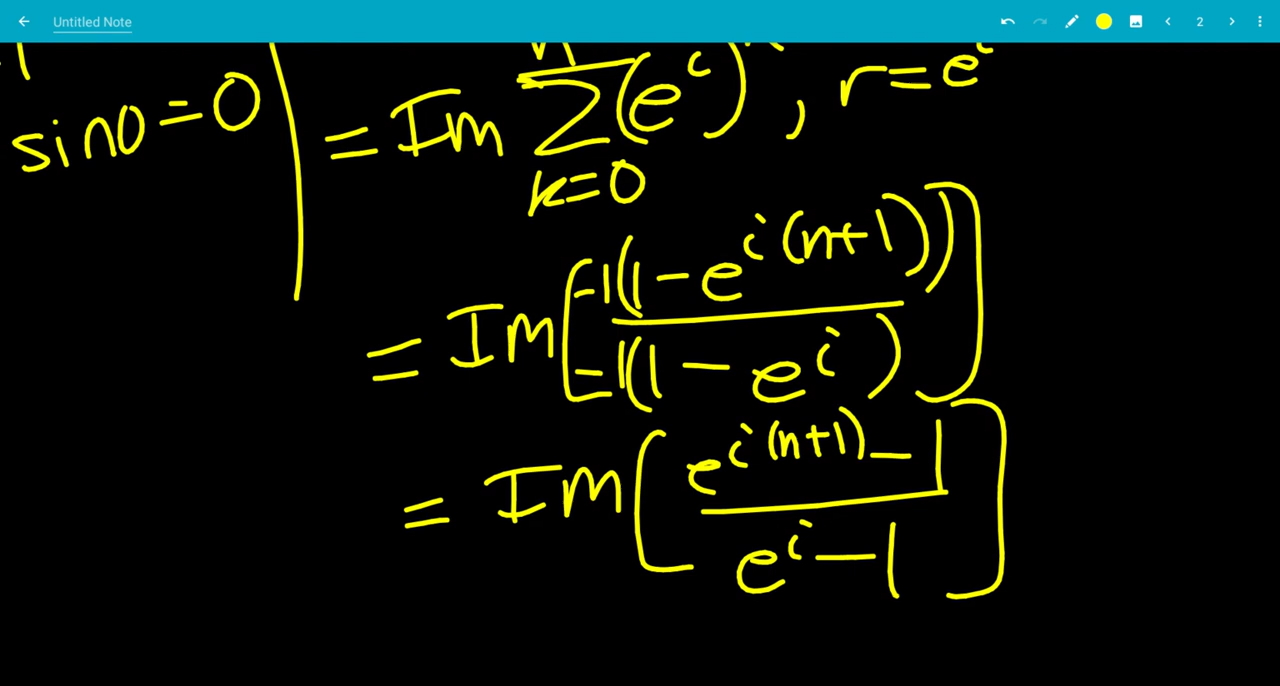 Untitled Note
2
sin0 = 0
= Im Σ (e^i) , r = e^i
k=0
= Im[ -1(1 - e^{i(n+1)}) / -1(1 - e^i) ]
= Im[ e^{i(n+1)} - 1 / e^i - 1 ]